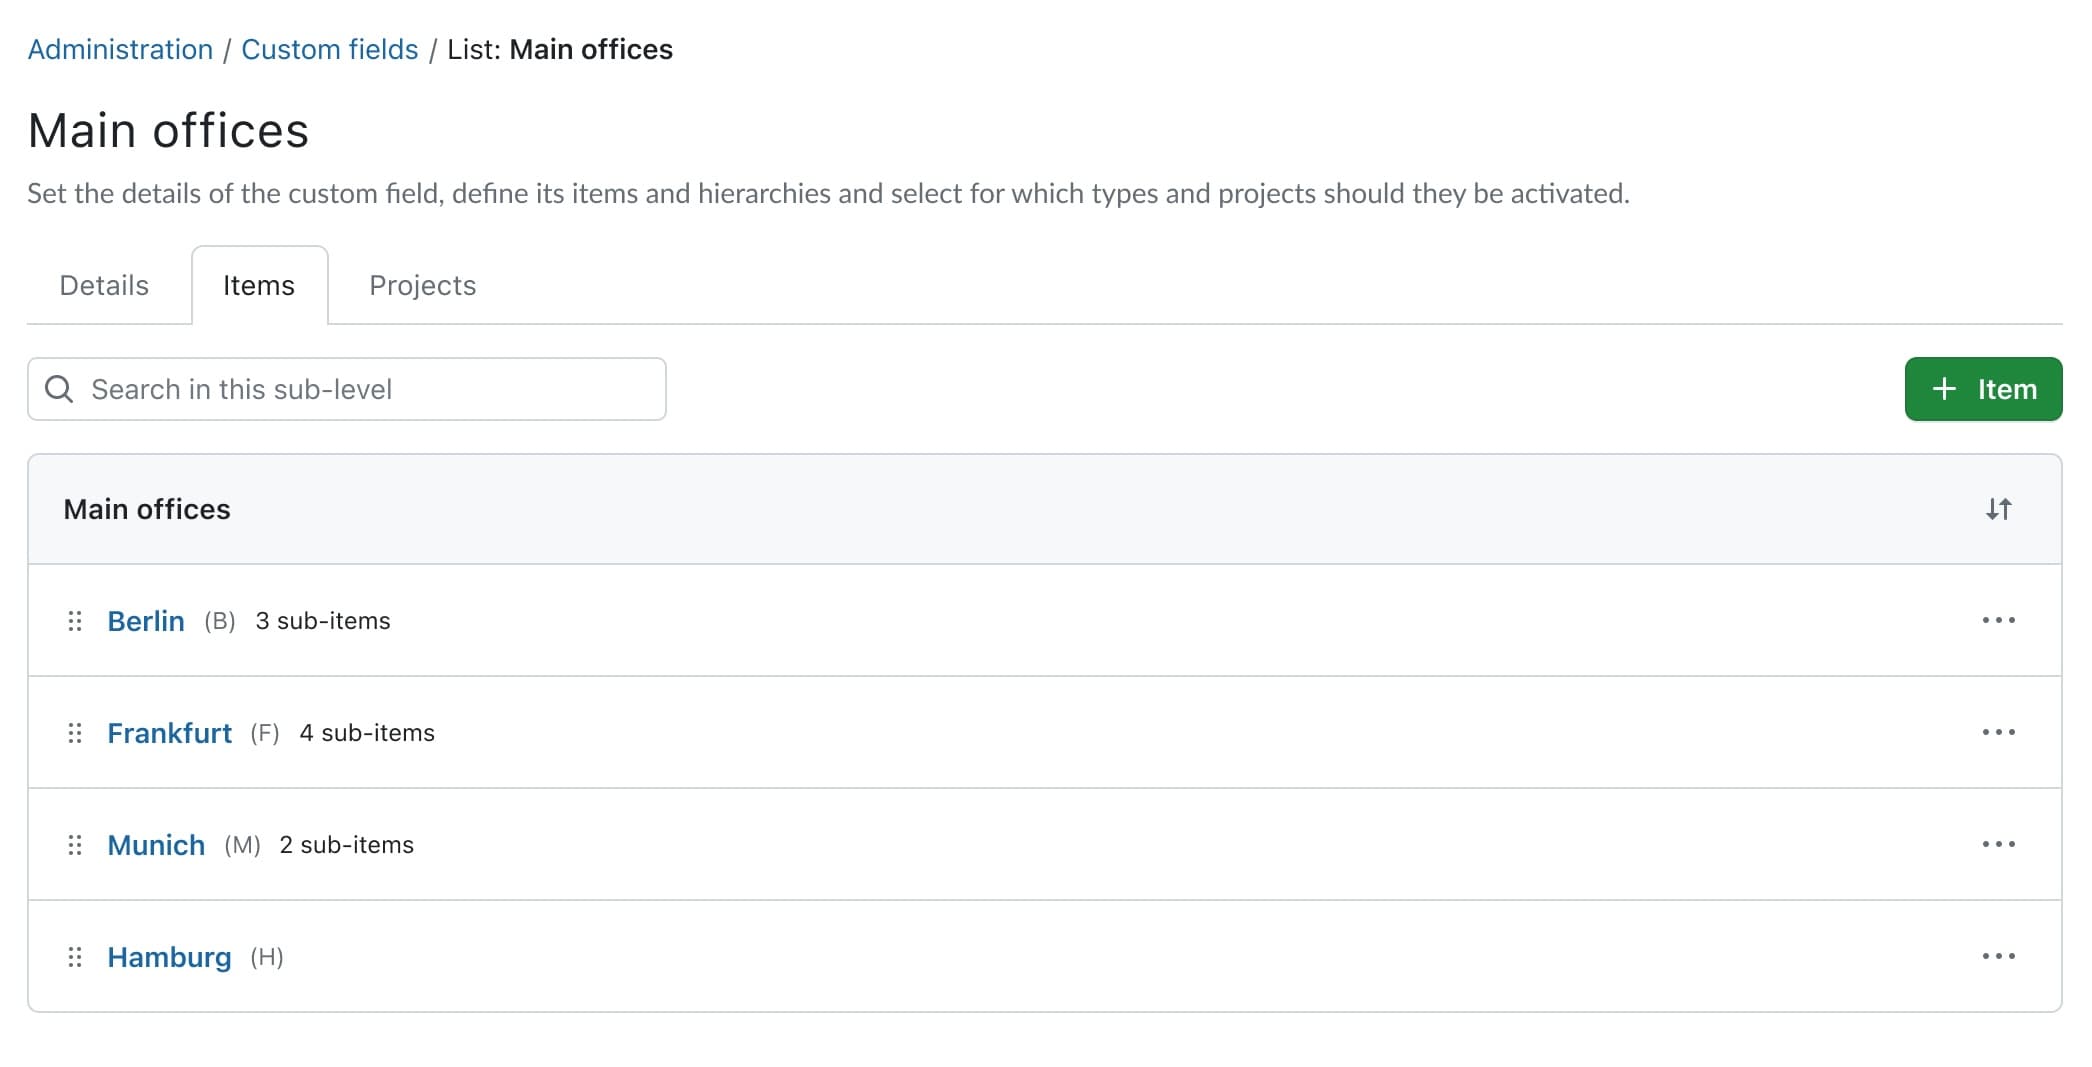 Administration / Custom fields / List: Main offices
Main offices
Set the details of the custom field, define its items and hierarchies and select for which types and projects should they be activated.
Details Items Projects
Search in this sub-level + Item
Main offices
Berlin (B) 3 sub-items
Frankfurt (F) 4 sub-items
Munich (M) 2 sub-items
Hamburg (H)